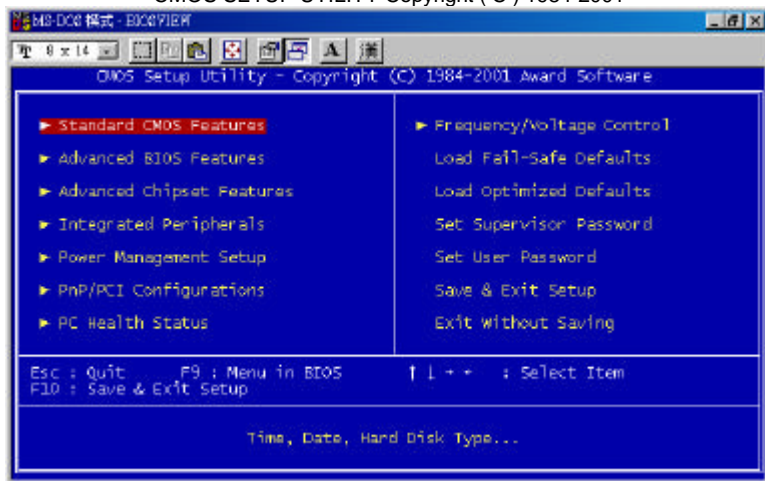 CMOS SETUP UTILITY Copyright ( C ) 1984-2001
MS-DOS 模式 - BIOSVIEW
8 x 14
A 漢
CMOS Setup Utility - Copyright (C) 1984-2001 Award Software
► Standard CMOS Features
► Advanced BIOS Features
► Advanced Chipset Features
► Integrated Peripherals
► Power Management Setup
► PnP/PCI Configurations
► PC Health Status
► Frequency/Voltage Control
Load Fail-Safe Defaults
Load Optimized Defaults
Set Supervisor Password
Set User Password
Save & Exit Setup
Exit Without Saving
Esc : Quit F9 : Menu in BIOS ↑ ↓ → ← : Select Item
F10 : Save & Exit Setup
Time, Date, Hard Disk Type...